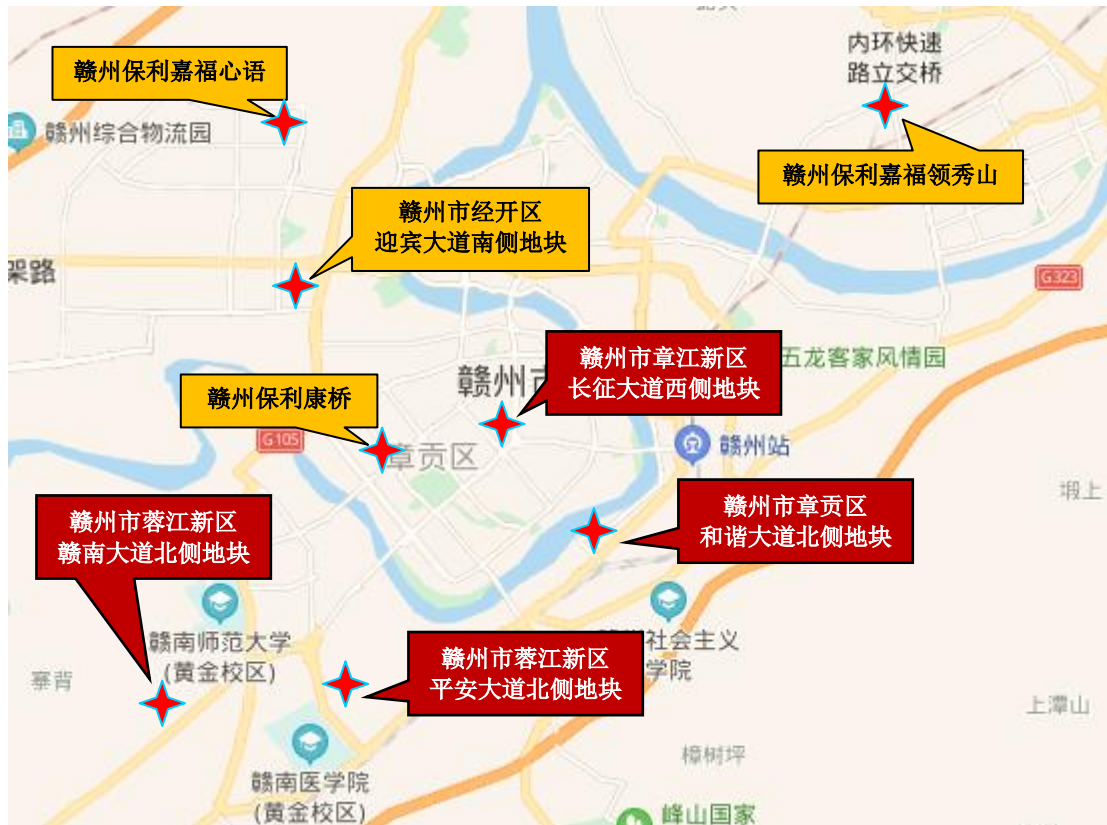 内环快速
路立交桥
赣州保利嘉福心语
赣州综合物流园
赣州保利嘉福领秀山
赣州市经开区
迎宾大道南侧地块
架路
G323
赣州市章江新区
长征大道西侧地块
五龙客家风情园
赣州市
赣州保利康桥
G105
章贡区
赣州站
塅上
赣州市蓉江新区
赣南大道北侧地块
赣州市章贡区
和谐大道北侧地块
赣南师范大学
(黄金校区)
社会主义
学院
赣州市蓉江新区
平安大道北侧地块
寨背
上潭山
樟树坪
赣南医学院
(黄金校区)
峰山国家